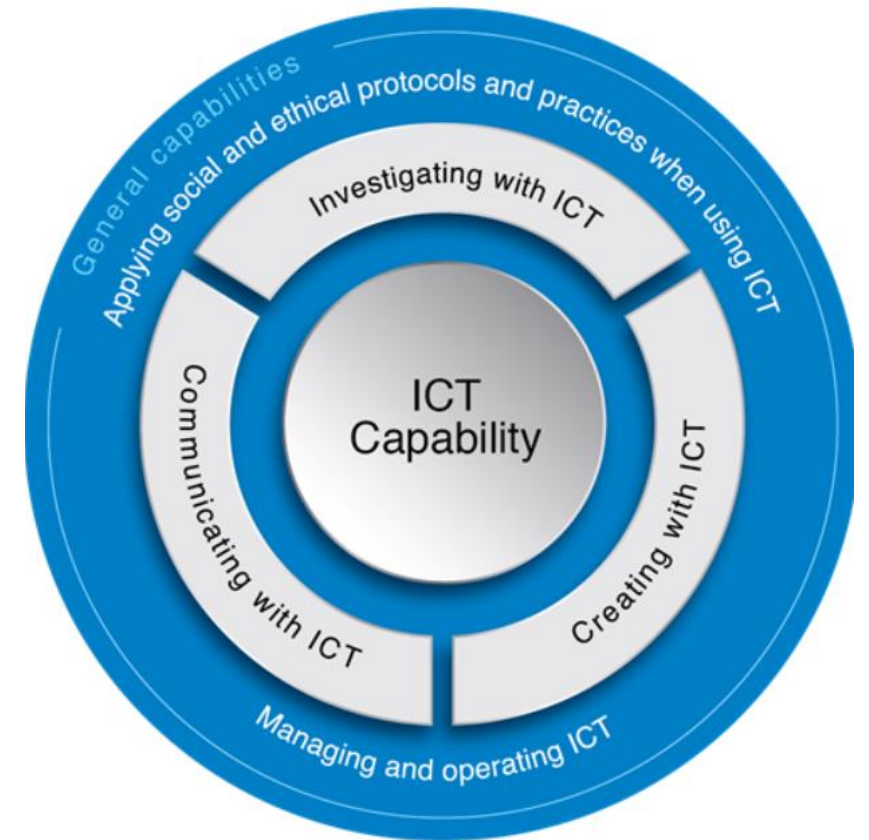 General capabilities
Applying social and ethical protocols and practices when using ICT
Investigating with ICT
ICT
Capability
Communicating with ICT
Creating with ICT
Managing and operating ICT